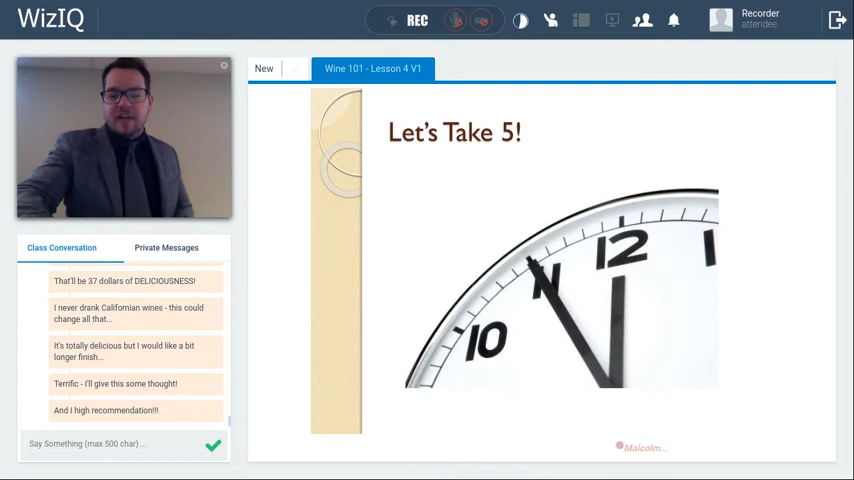 WizIQ
REC
Recorder
attendee
New
Wine 101 - Lesson 4 V1
Let's Take 5!
12
11
10
Class Conversation
Private Messages
That'll be 37 dollars of DELICIOUSNESS!
I never drank Californian wines - this could
change all that...
It's totally delicious but I would like a bit
longer finish...
Terrific - I'll give this some thought!
And I high recommendation!!!
Say Something (max 500 char) ...
Malcolm...